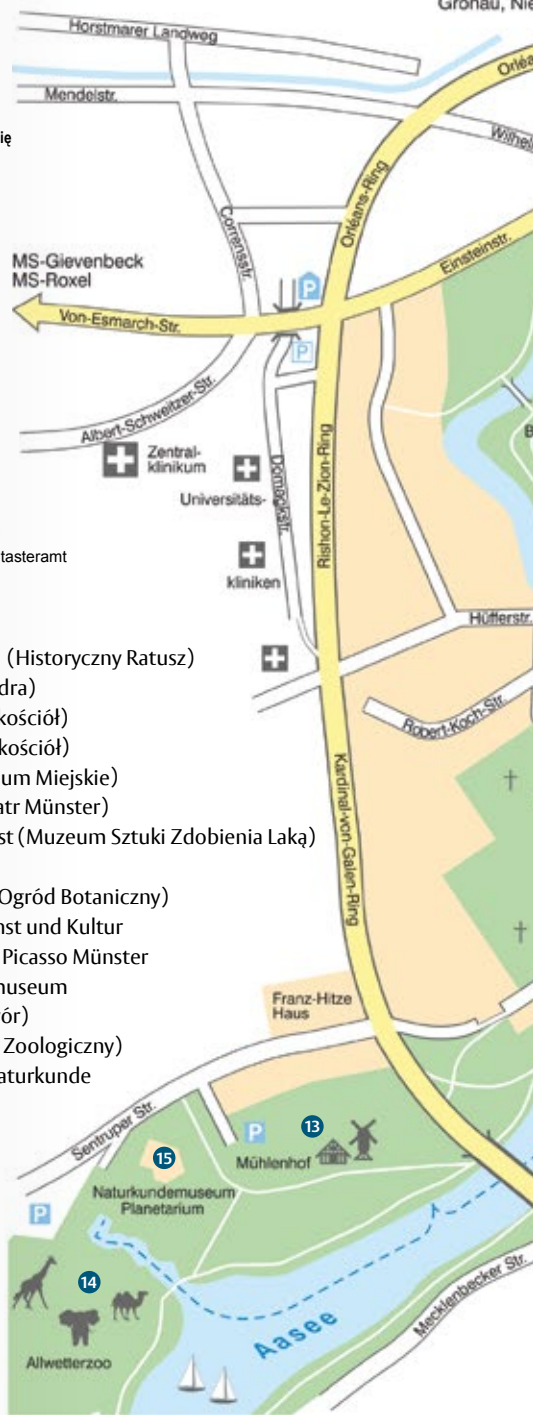 Gronau, Nie
Horstmarer Landweg
Orléa
Mendelstr.
Wilhel
ię
Orléans-Ring
Corrensstr.
Einsteinstr.
MS-Gievenbeck
MS-Roxel
P
Von-Esmarch-Str.
P
Albert-Schweitzer-Str.
B
Zentral-
klinikum
Universitäts-
Domagkstr.
Rishon-Le-Zion-Ring
tasteramt
kliniken
Hüfferstr.
(Historyczny Ratusz)
dra)
kościół)
Robert-Koch-Str.
kościół)
um Miejskie)
atr Münster)
st (Muzeum Sztuki Zdobienia Laką)
Kardinal-von-Galen-Ring
Ogród Botaniczny)
nst und Kultur
Picasso Münster
museum
ór)
Franz-Hitze
Haus
Zoologiczny)
aturkunde
Sentruper Str.
P
13
15
Mühlenhof
Naturkundemuseum
Planetarium
P
14
Aasee
Mecklenbecker Str.
Allwetterzoo